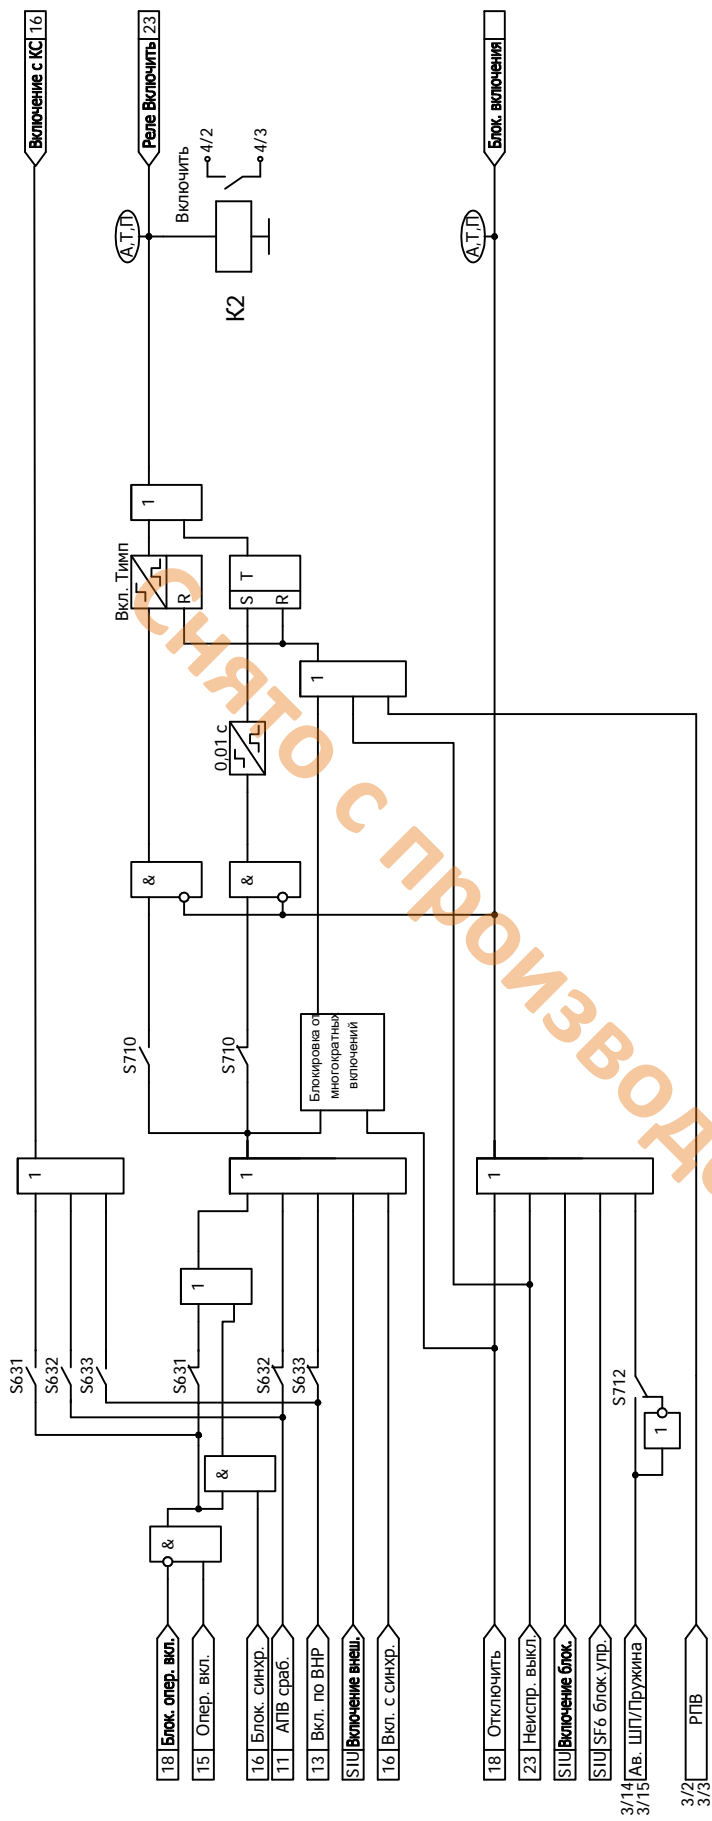 Включение с КС 16
Реле Включить 23
Блок. включения
А,Т,П
А,Т,П
Включить
4/2
4/3
К2
1
Вкл. Тимп
R
S T
R
1
0,01 с
&
&
S710
S710
Блокировка от
многократных
включений
1
1
1
1
S631
S632
S633
S631
S632
S633
S712
1
&
&
18 Блок. опер. вкл.
15 Опер. вкл.
16 Блок. синхр.
11 АПВ сраб.
13 Вкл. по ВНР
SIU Включение внеш.
16 Вкл. с синхр.
18 Отключить
23 Неиспр. выкл.
SIU Включение блок.
SIU SF6 блок.упр.
3/14
3/15
Ав. ШП/Пружина
3/2
3/3
РПВ
Снято с производс